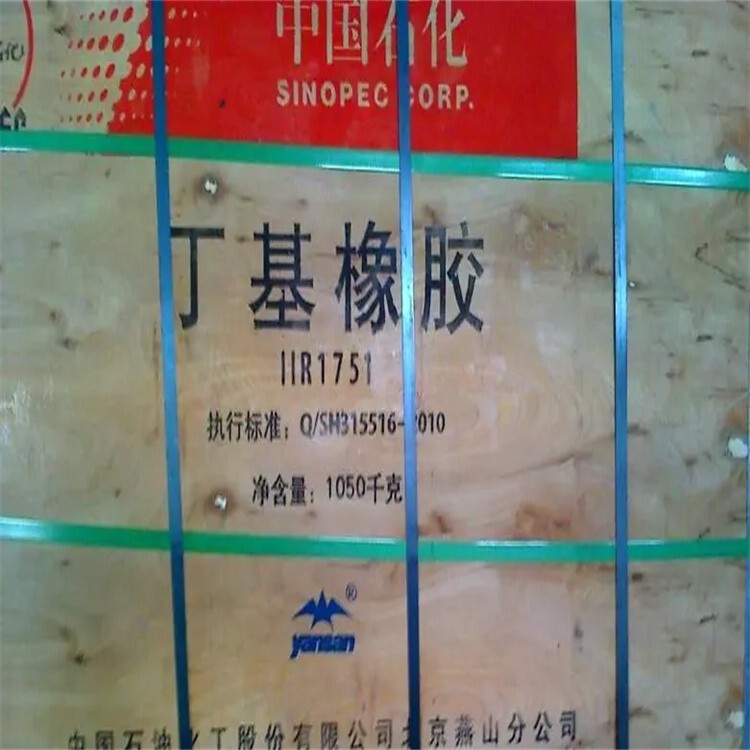 中国石化
SINOPEC CORP.
丁基橡胶
IIR1751
执行标准：Q/SH315516-2010
净含量：1050千克
®
yansan
中国石油化工股份有限公司北京燕山分公司